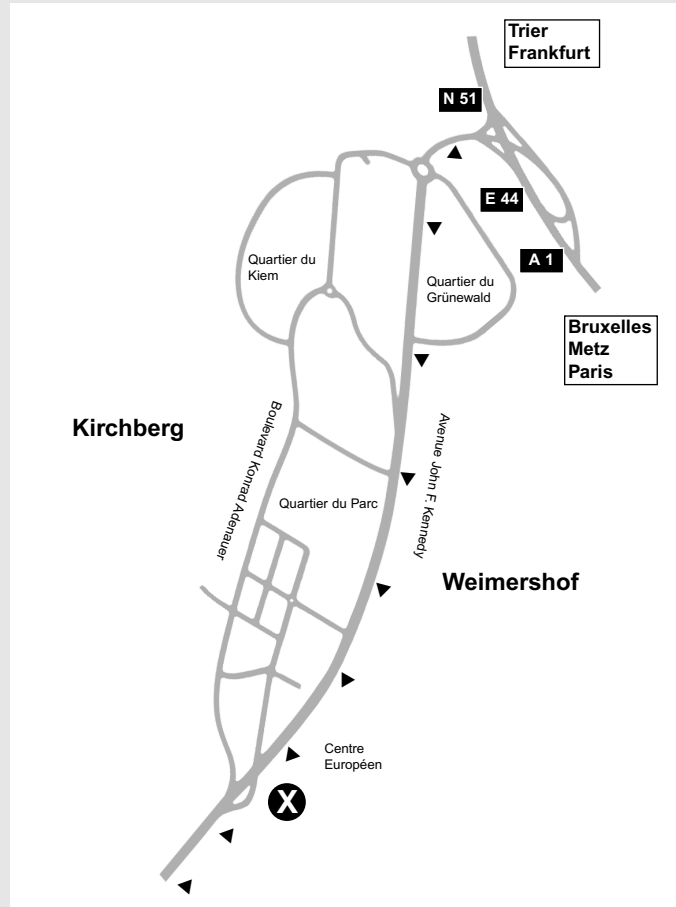 Trier
Frankfurt
N 51
E 44
A 1
Quartier du
Kiem
Quartier du
Grünewald
Bruxelles
Metz
Paris
Kirchberg
Boulevard Konrad Adenauer
Avenue John F. Kennedy
Quartier du Parc
Weimershof
Centre
Européen
X